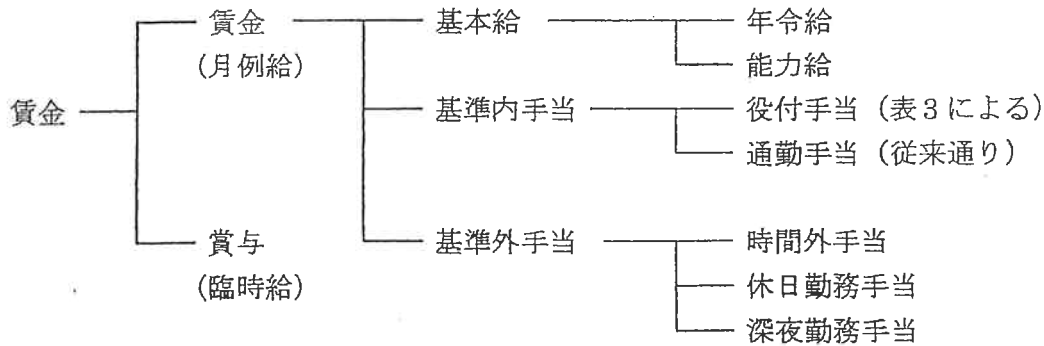 賃金 基本給 年令給
(月例給) 能力給
賃金 基準内手当 役付手当（表3による）
通勤手当（従来通り）
賞与 基準外手当 時間外手当
(臨時給) 休日勤務手当
深夜勤務手当